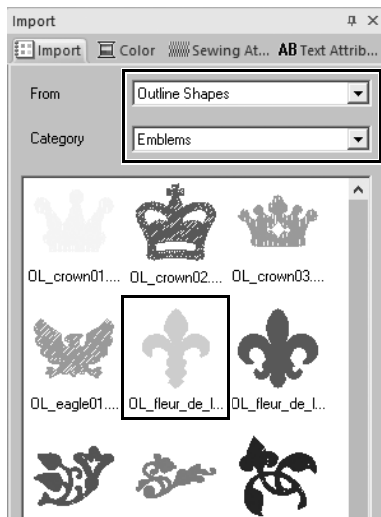 Import
Import Color Sewing At... AB Text Attrib...
From Outline Shapes
Category Emblems
OL_crown01.... OL_crown02.... OL_crown03....
OL_eagle01.... OL_fleur_de_l... OL_fleur_de_l...